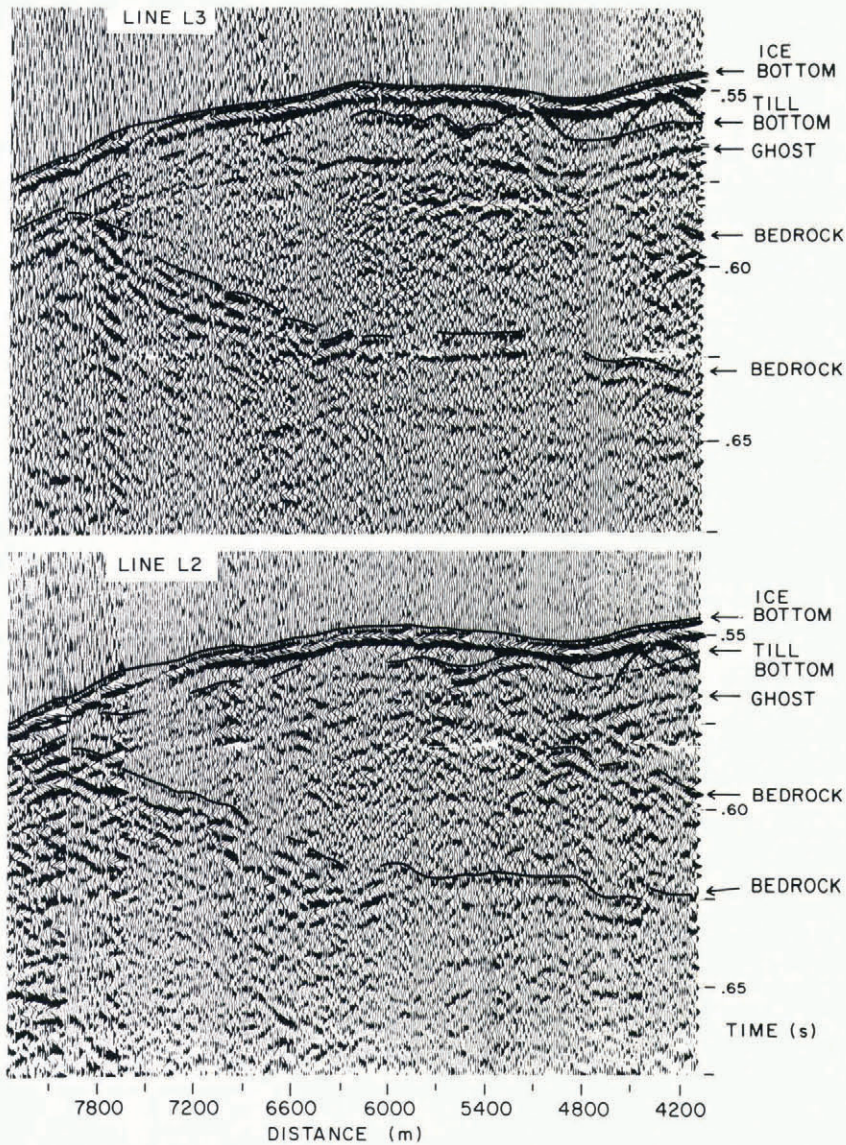 LINE L3
ICE
BOTTOM
.55
TILL
BOTTOM
GHOST
BEDROCK
.60
BEDROCK
.65
LINE L2
ICE
BOTTOM
.55
TILL
BOTTOM
GHOST
BEDROCK
.60
BEDROCK
.65
TIME (s)
7800 7200 6600 6000 5400 4800 4200
DISTANCE (m)